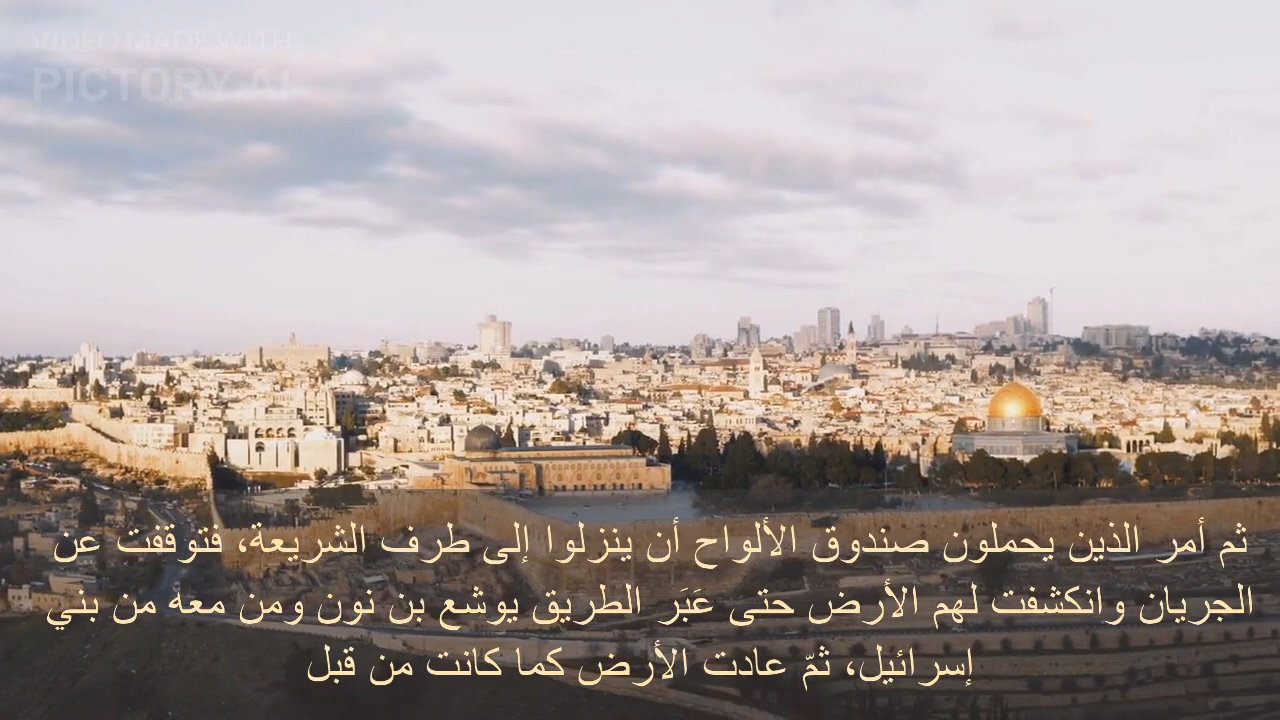 VIDEO MADE WITH
PICTORY.AI
ثم أمر الذين يحملون صندوق الألواح أن ينزلوا إلى طرف الشريعة، فتوقفت عن
الجريان وانكشفت لهم الأرض حتى عَبَر الطريق يوشع بن نون ومن معه من بني
إسرائيل، ثمّ عادت الأرض كما كانت من قبل